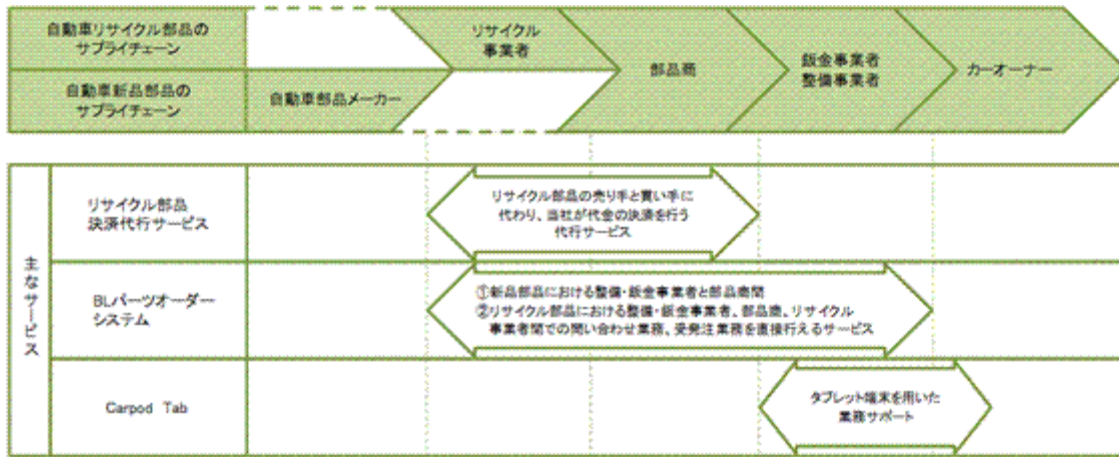 自動車リサイクル部品の
サプライチェーン
リサイクル
事業者
部品商
鈑金事業者
整備事業者
カーオーナー
自動車新品部品の
サプライチェーン
自動車部品メーカー
主なサービス
リサイクル部品
決済代行サービス
リサイクル部品の売り手と買い手に
代わり、当社が代金の決済を行う
代行サービス
BLパーツオーダー
システム
①新品部品における整備・鈑金事業者と部品商間
②リサイクル部品における整備・鈑金事業者、部品商、リサイクル
事業者間での問い合わせ業務、受発注業務を直接行えるサービス
Carpod Tab
タブレット端末を用いた
業務サポート